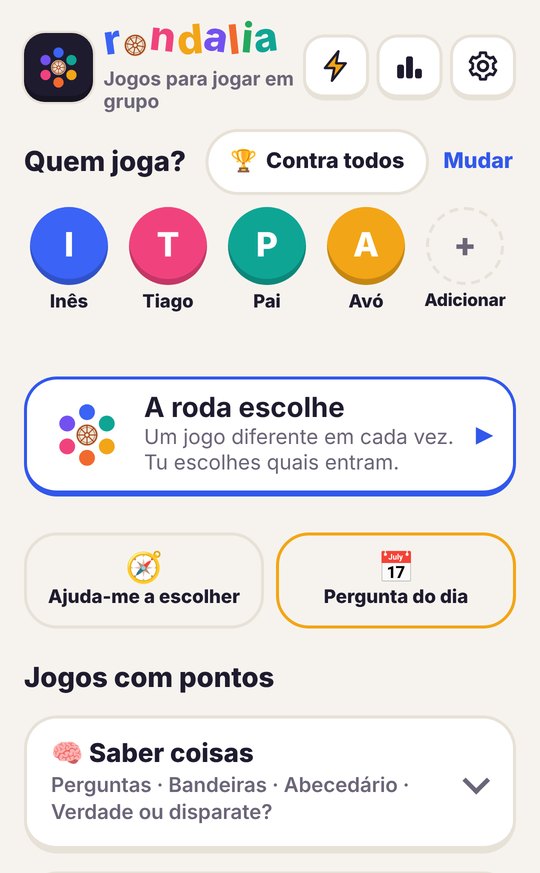 rondalia
Jogos para jogar em
grupo
Quem joga?
🏆 Contra todos
Mudar
I
T
P
A
+
Inês
Tiago
Pai
Avó
Adicionar
A roda escolhe
Um jogo diferente em cada vez.
Tu escolhes quais entram.
July
17
Ajuda-me a escolher
Pergunta do dia
Jogos com pontos
🧠 Saber coisas
Perguntas · Bandeiras · Abecedário ·
Verdade ou disparate?